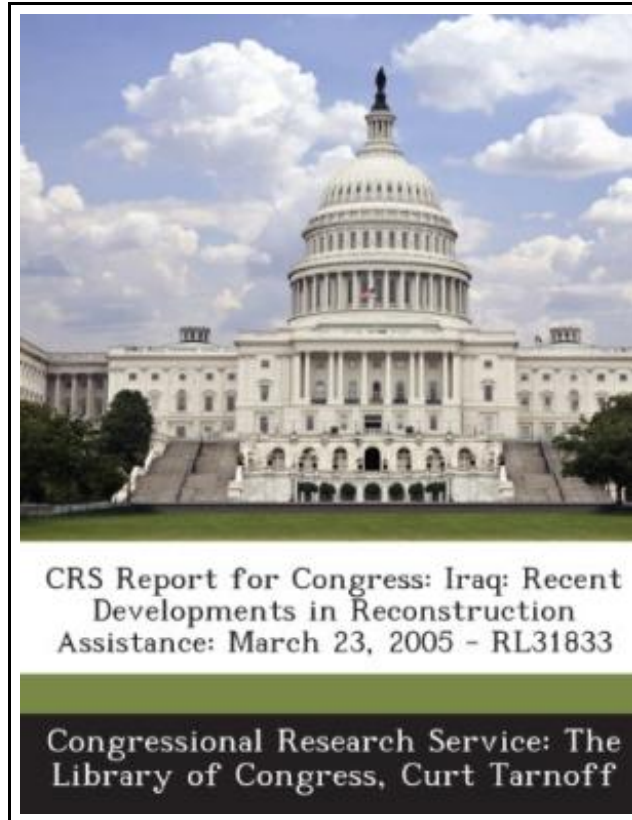 CRS Report for Congress: Iraq: Recent
Developments in Reconstruction
Assistance: March 23, 2005 - RL31833
Congressional Research Service: The
Library of Congress, Curt Tarnoff